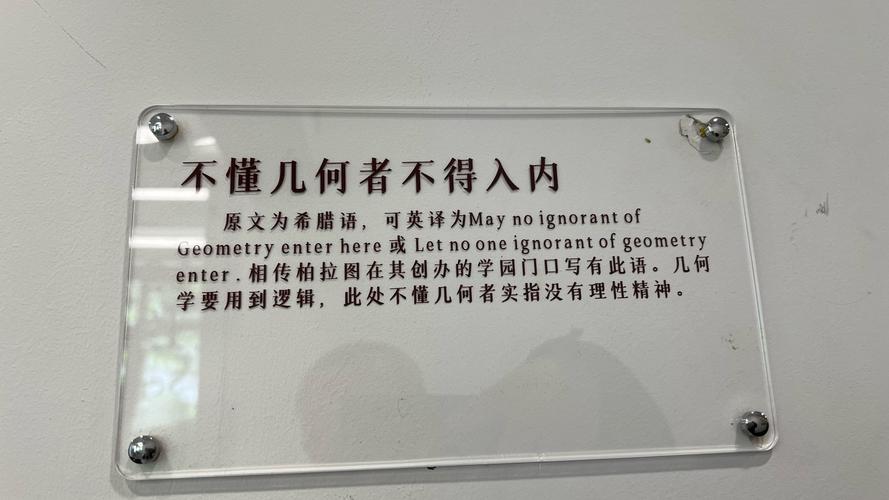 不懂几何者不得入内
原文为希腊语，可英译为May no ignorant of
Geometry enter here 或 Let no one ignorant of geometry
enter . 相传柏拉图在其创办的学园门口写有此语。几何
学要用到逻辑，此处不懂几何者实指没有理性精神。